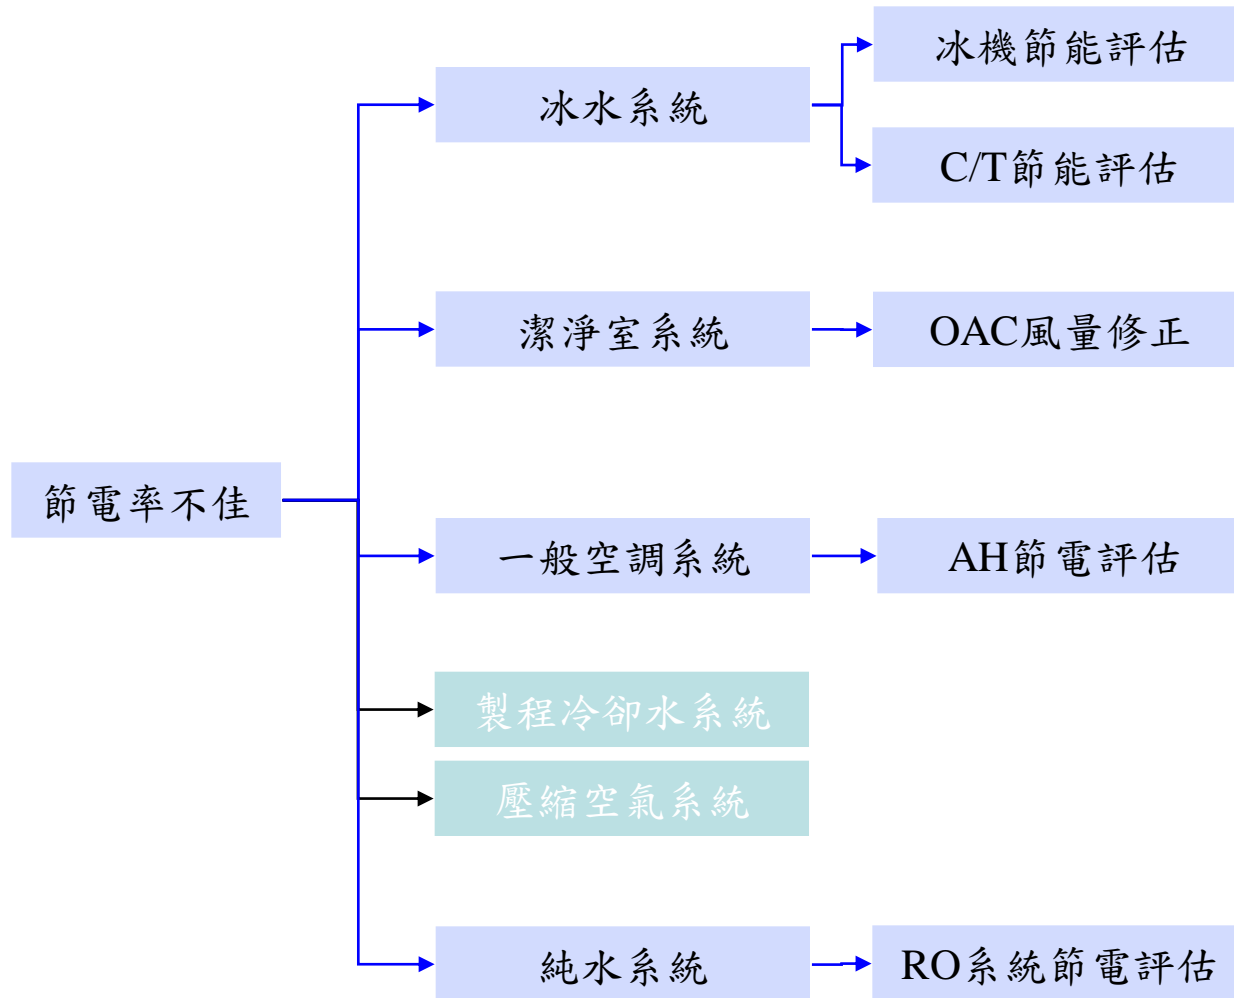 冰機節能評估
冰水系統
C/T節能評估
潔淨室系統
OAC風量修正
節電率不佳
一般空調系統
AH節電評估
製程冷卻水系統
壓縮空氣系統
純水系統
RO系統節電評估